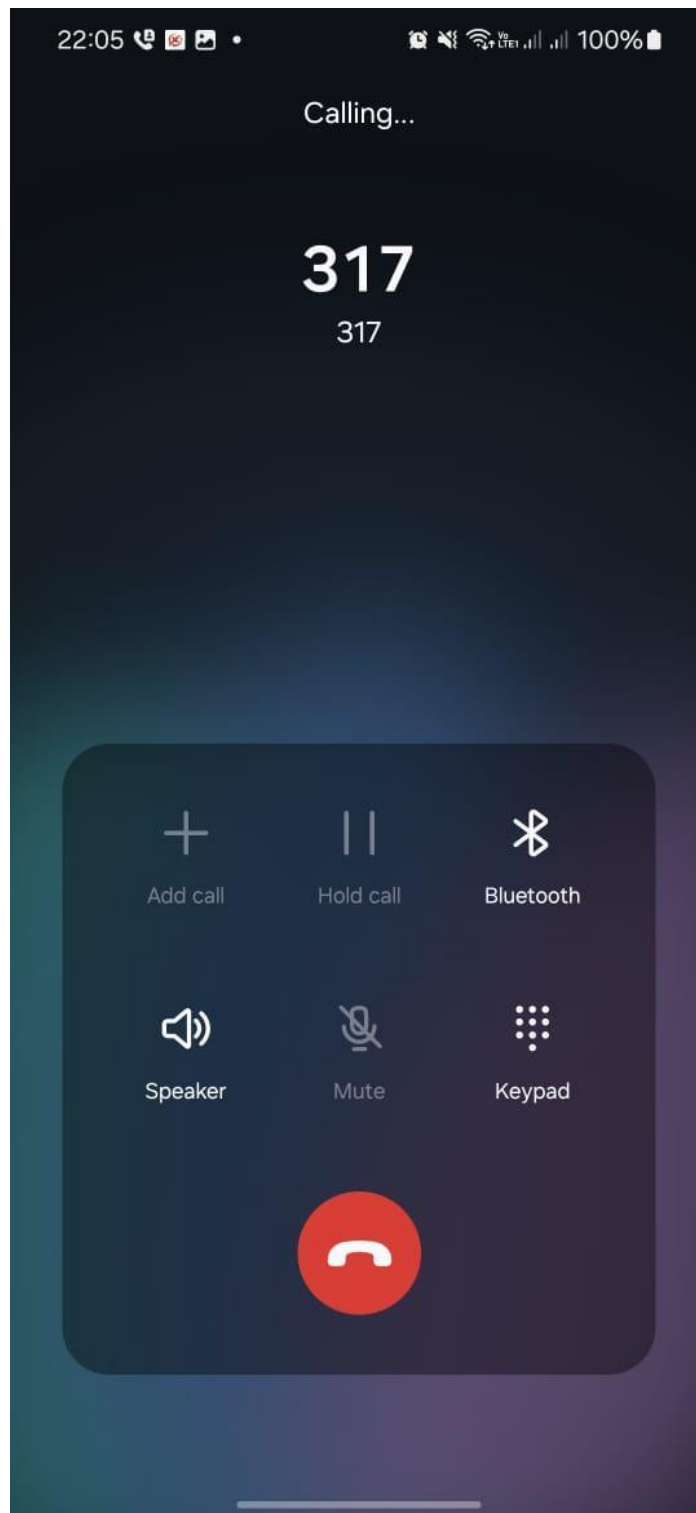 22:05 100%
Calling...
317
317
Add call Hold call Bluetooth
Speaker Mute Keypad